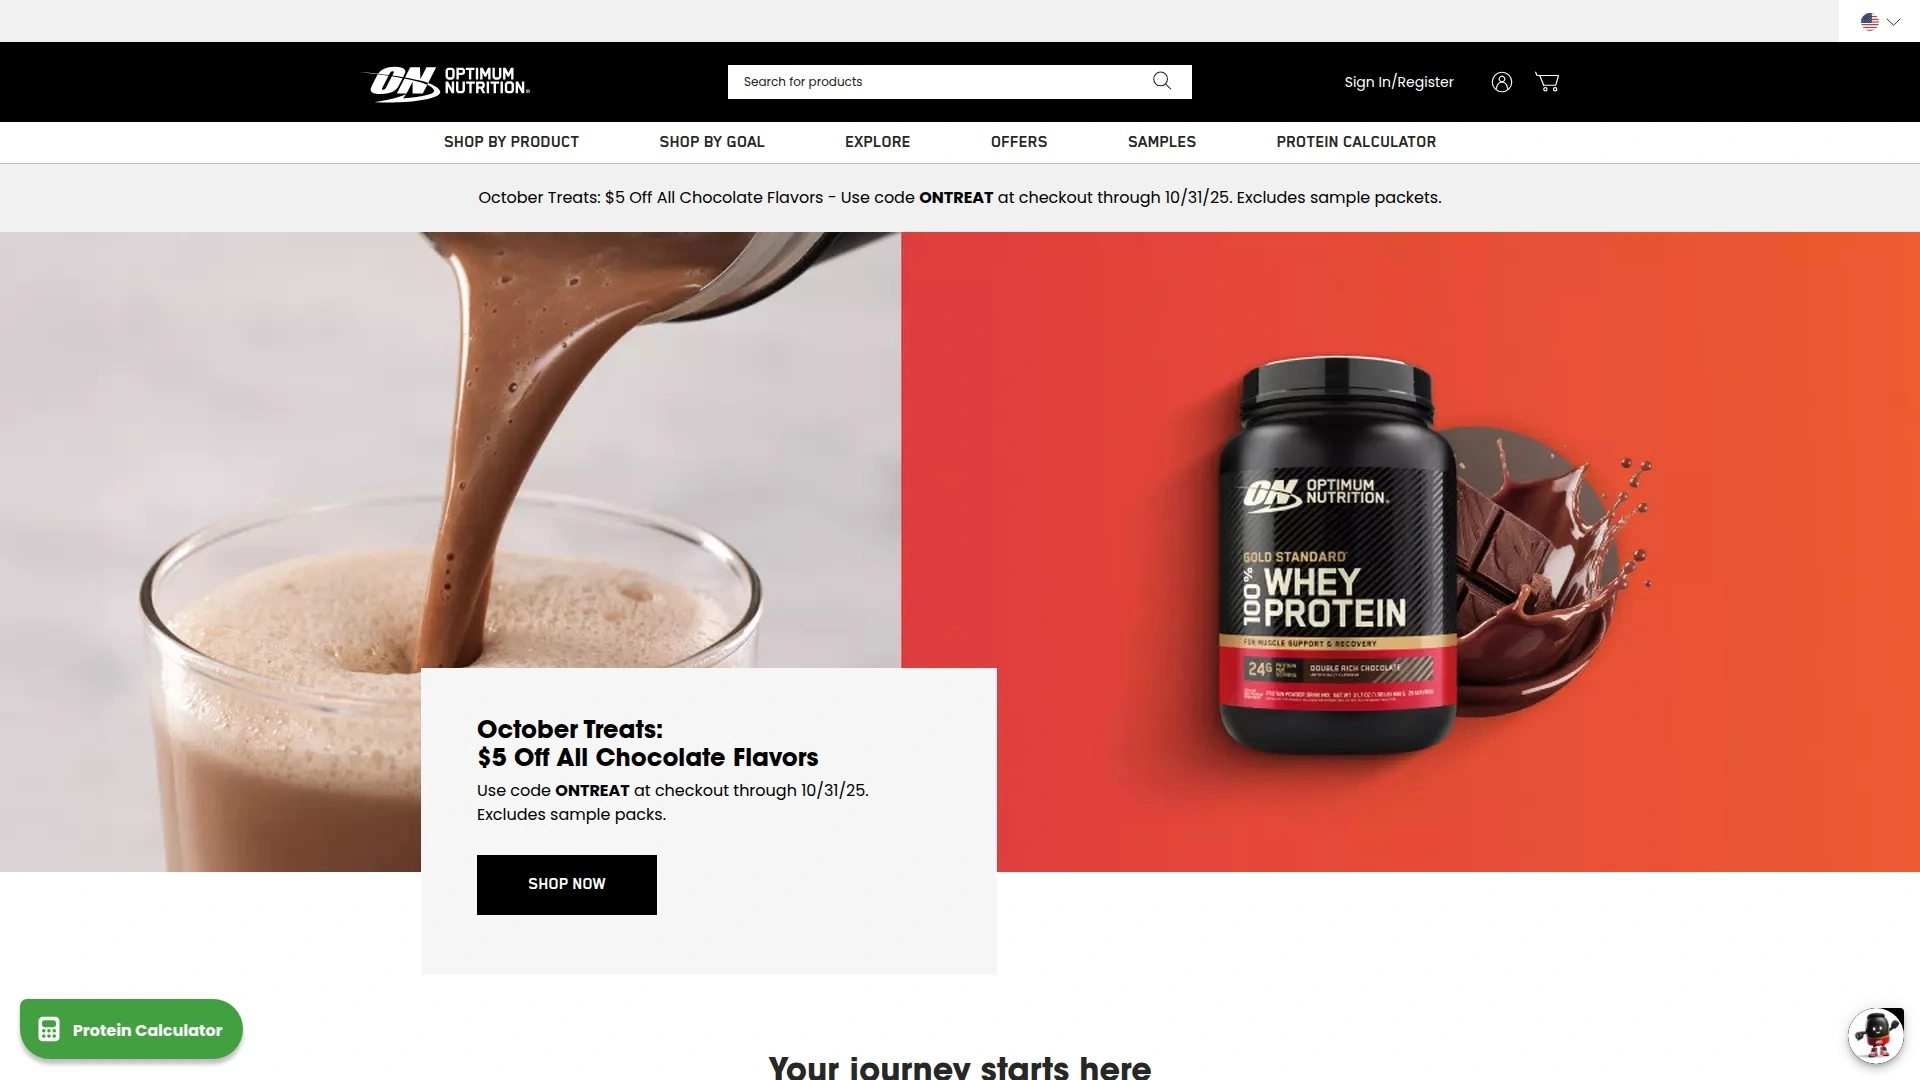 ON OPTIMUM
NUTRITION
Search for products
Sign In/Register
SHOP BY PRODUCT
SHOP BY GOAL
EXPLORE
OFFERS
SAMPLES
PROTEIN CALCULATOR
October Treats: $5 Off All Chocolate Flavors - Use code ONTREAT at checkout through 10/31/25. Excludes sample packets.
ON OPTIMUM
NUTRITION
GOLD STANDARD
100% WHEY
PROTEIN
FOR MUSCLE SUPPORT & RECOVERY
24G PROTEIN
DOUBLE RICH CHOCOLATE
October Treats:
$5 Off All Chocolate Flavors
Use code ONTREAT at checkout through 10/31/25.
Excludes sample packs.
SHOP NOW
Protein Calculator
Your journey starts here